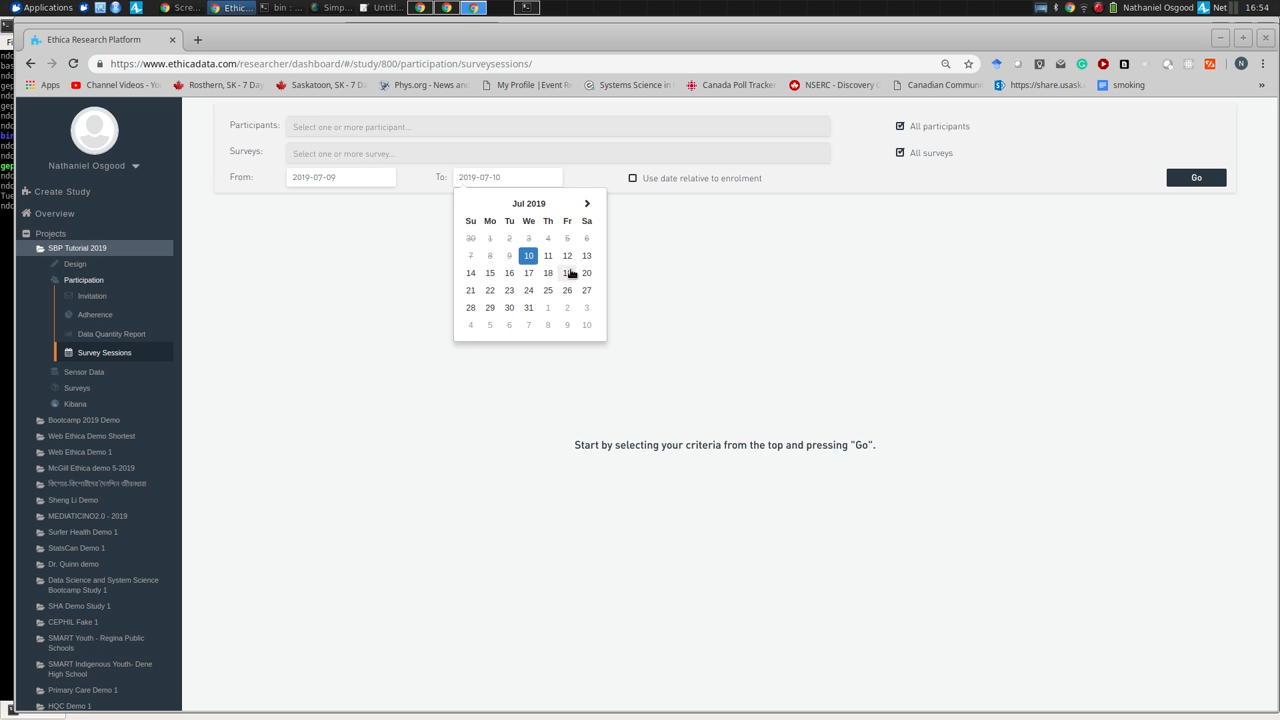 Applications
Scre
Ethic
bin :
Simp
Untitl
Nathaniel Osgood
Net
16:54
Ethica Research Platform
https://www.ethicadata.com/researcher/dashboard/#/study/800/participation/surveysessions/
Apps
Channel Videos - Yo
Rosthern, SK - 7 Day
Saskatoon, SK - 7 D
Phys.org - News and
My Profile | Event R
Systems Science in
Canada Poll Tracker
NSERC - Discovery G
Canadian Commun
https://share.usask
smoking
»
Nathaniel Osgood
Create Study
Overview
Projects
SBP Tutorial 2019
Design
Participation
Invitation
Adherence
Data Quantity Report
Survey Sessions
Sensor Data
Surveys
Kibana
Bootcamp 2019 Demo
Web Ethica Demo Shortest
Web Ethica Demo 1
McGill Ethica demo 5-2019
Sheng Li Demo
MEDIATICINO2.0 - 2019
Surfer Health Demo 1
StatsCan Demo 1
Dr. Quinn demo
Data Science and System Science
Bootcamp Study 1
SHA Demo Study 1
CEPHIL Fake 1
SMART Youth - Regina Public
Schools
SMART Indigenous Youth- Dene
High School
Primary Care Demo 1
HQC Demo 1
Participants:
Select one or more participant...
All participants
Surveys:
Select one or more survey...
All surveys
From:
2019-07-09
To:
2019-07-10
Use date relative to enrolment
Go
Jul 2019
Su Mo Tu We Th Fr Sa
30 1 2 3 4 5 6
7 8 9 10 11 12 13
14 15 16 17 18 19 20
21 22 23 24 25 26 27
28 29 30 31 1 2 3
4 5 6 7 8 9 10
Start by selecting your criteria from the top and pressing "Go".